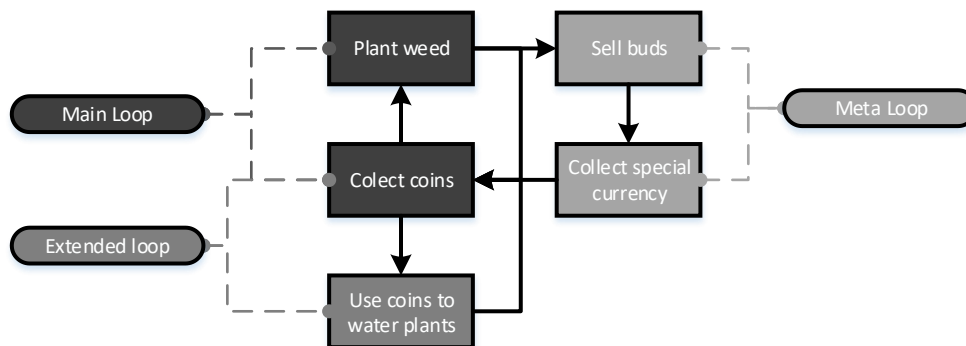 Plant weed
Sell buds
Main Loop
Meta Loop
Colect coins
Collect special
currency
Extended loop
Use coins to
water plants